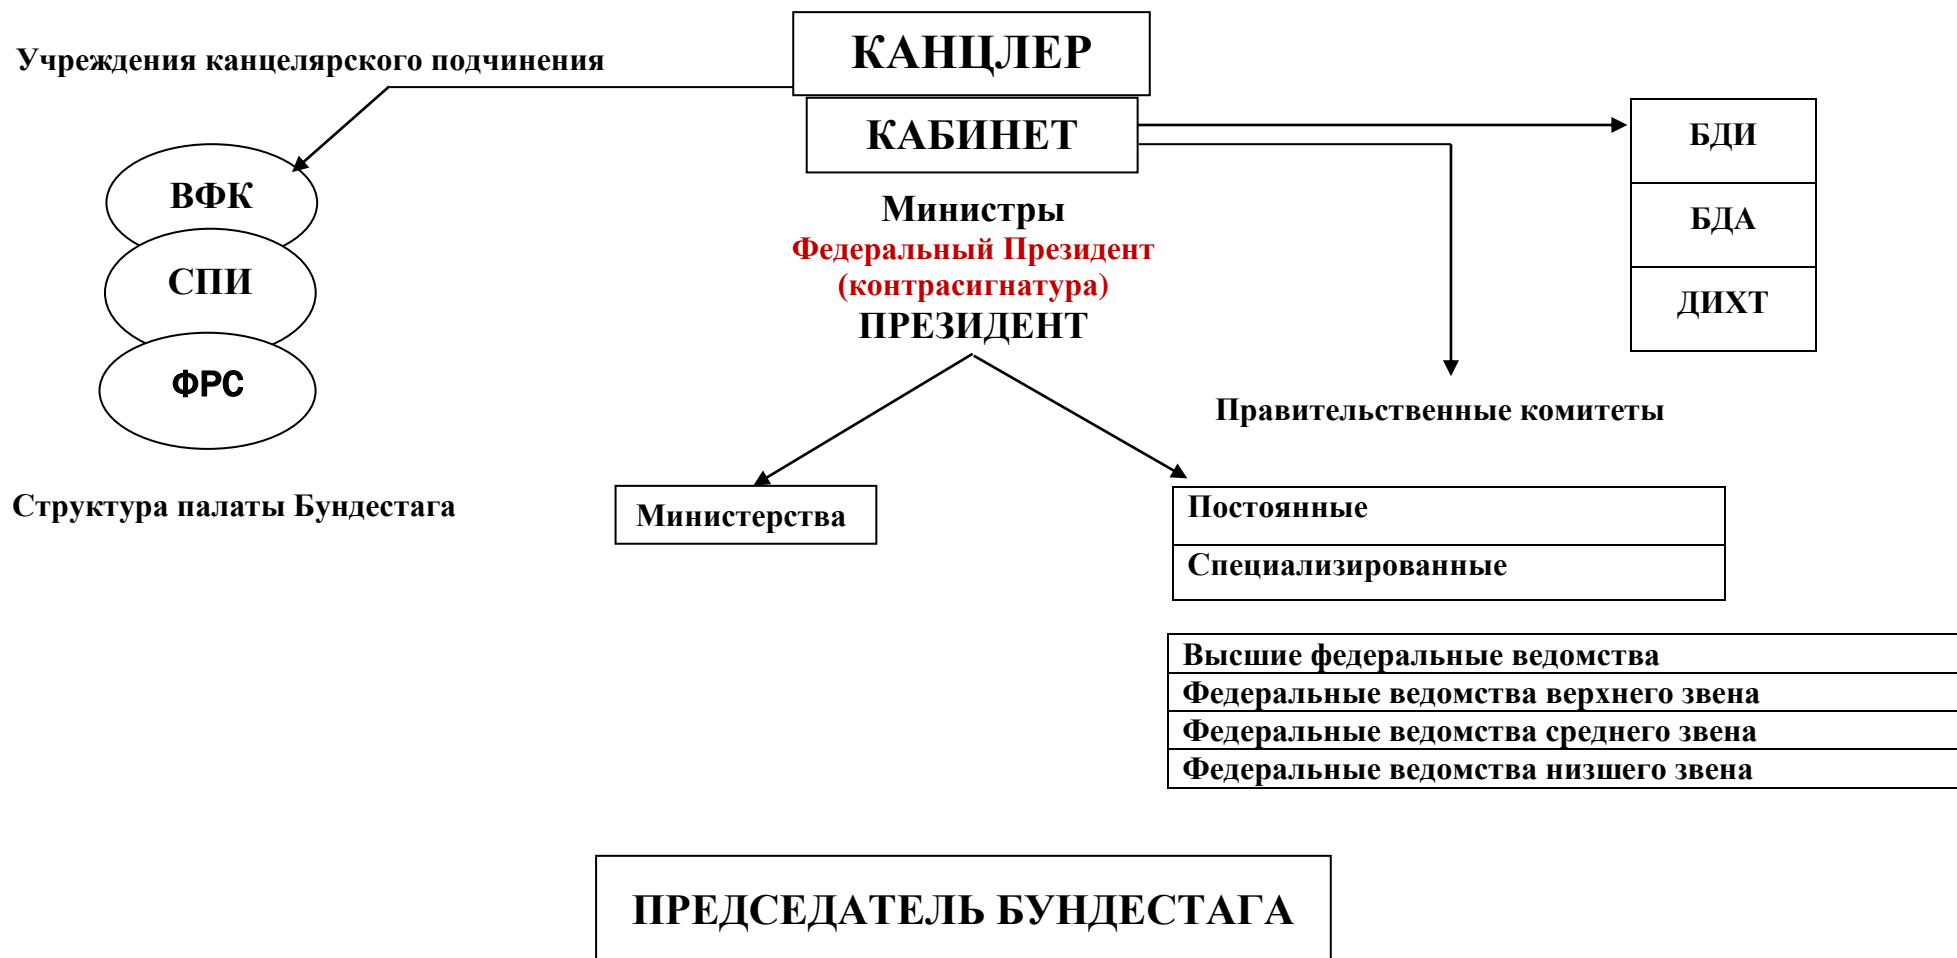 КАНЦЛЕР
Учреждения канцелярского подчинения
КАБИНЕТ
БДИ
БДА
ДИХТ
ВФК
СПИ
ФРС
Министры
Федеральный Президент
(контрасигнатура)
ПРЕЗИДЕНТ
Правительственные комитеты
Структура палаты Бундестага
Министерства
Постоянные
Специализированные
Высшие федеральные ведомства
Федеральные ведомства верхнего звена
Федеральные ведомства среднего звена
Федеральные ведомства низшего звена
ПРЕДСЕДАТЕЛЬ БУНДЕСТАГА